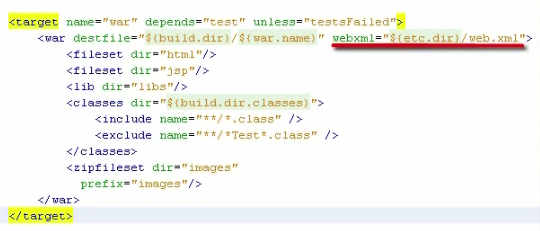 <target name="war" depends="test" unless="testsFailed">
<war destfile="${build.dir}/${war.name}" webxml="${etc.dir}/web.xml">
<fileset dir="html"/>
<fileset dir="jsp"/>
<lib dir="libs"/>
<classes dir="${build.dir.classes}">
<include name="**/*.class" />
<exclude name="**/*Test*.class" />
</classes>
<zipfileset dir="images"
prefix="images"/>
</war>
</target>